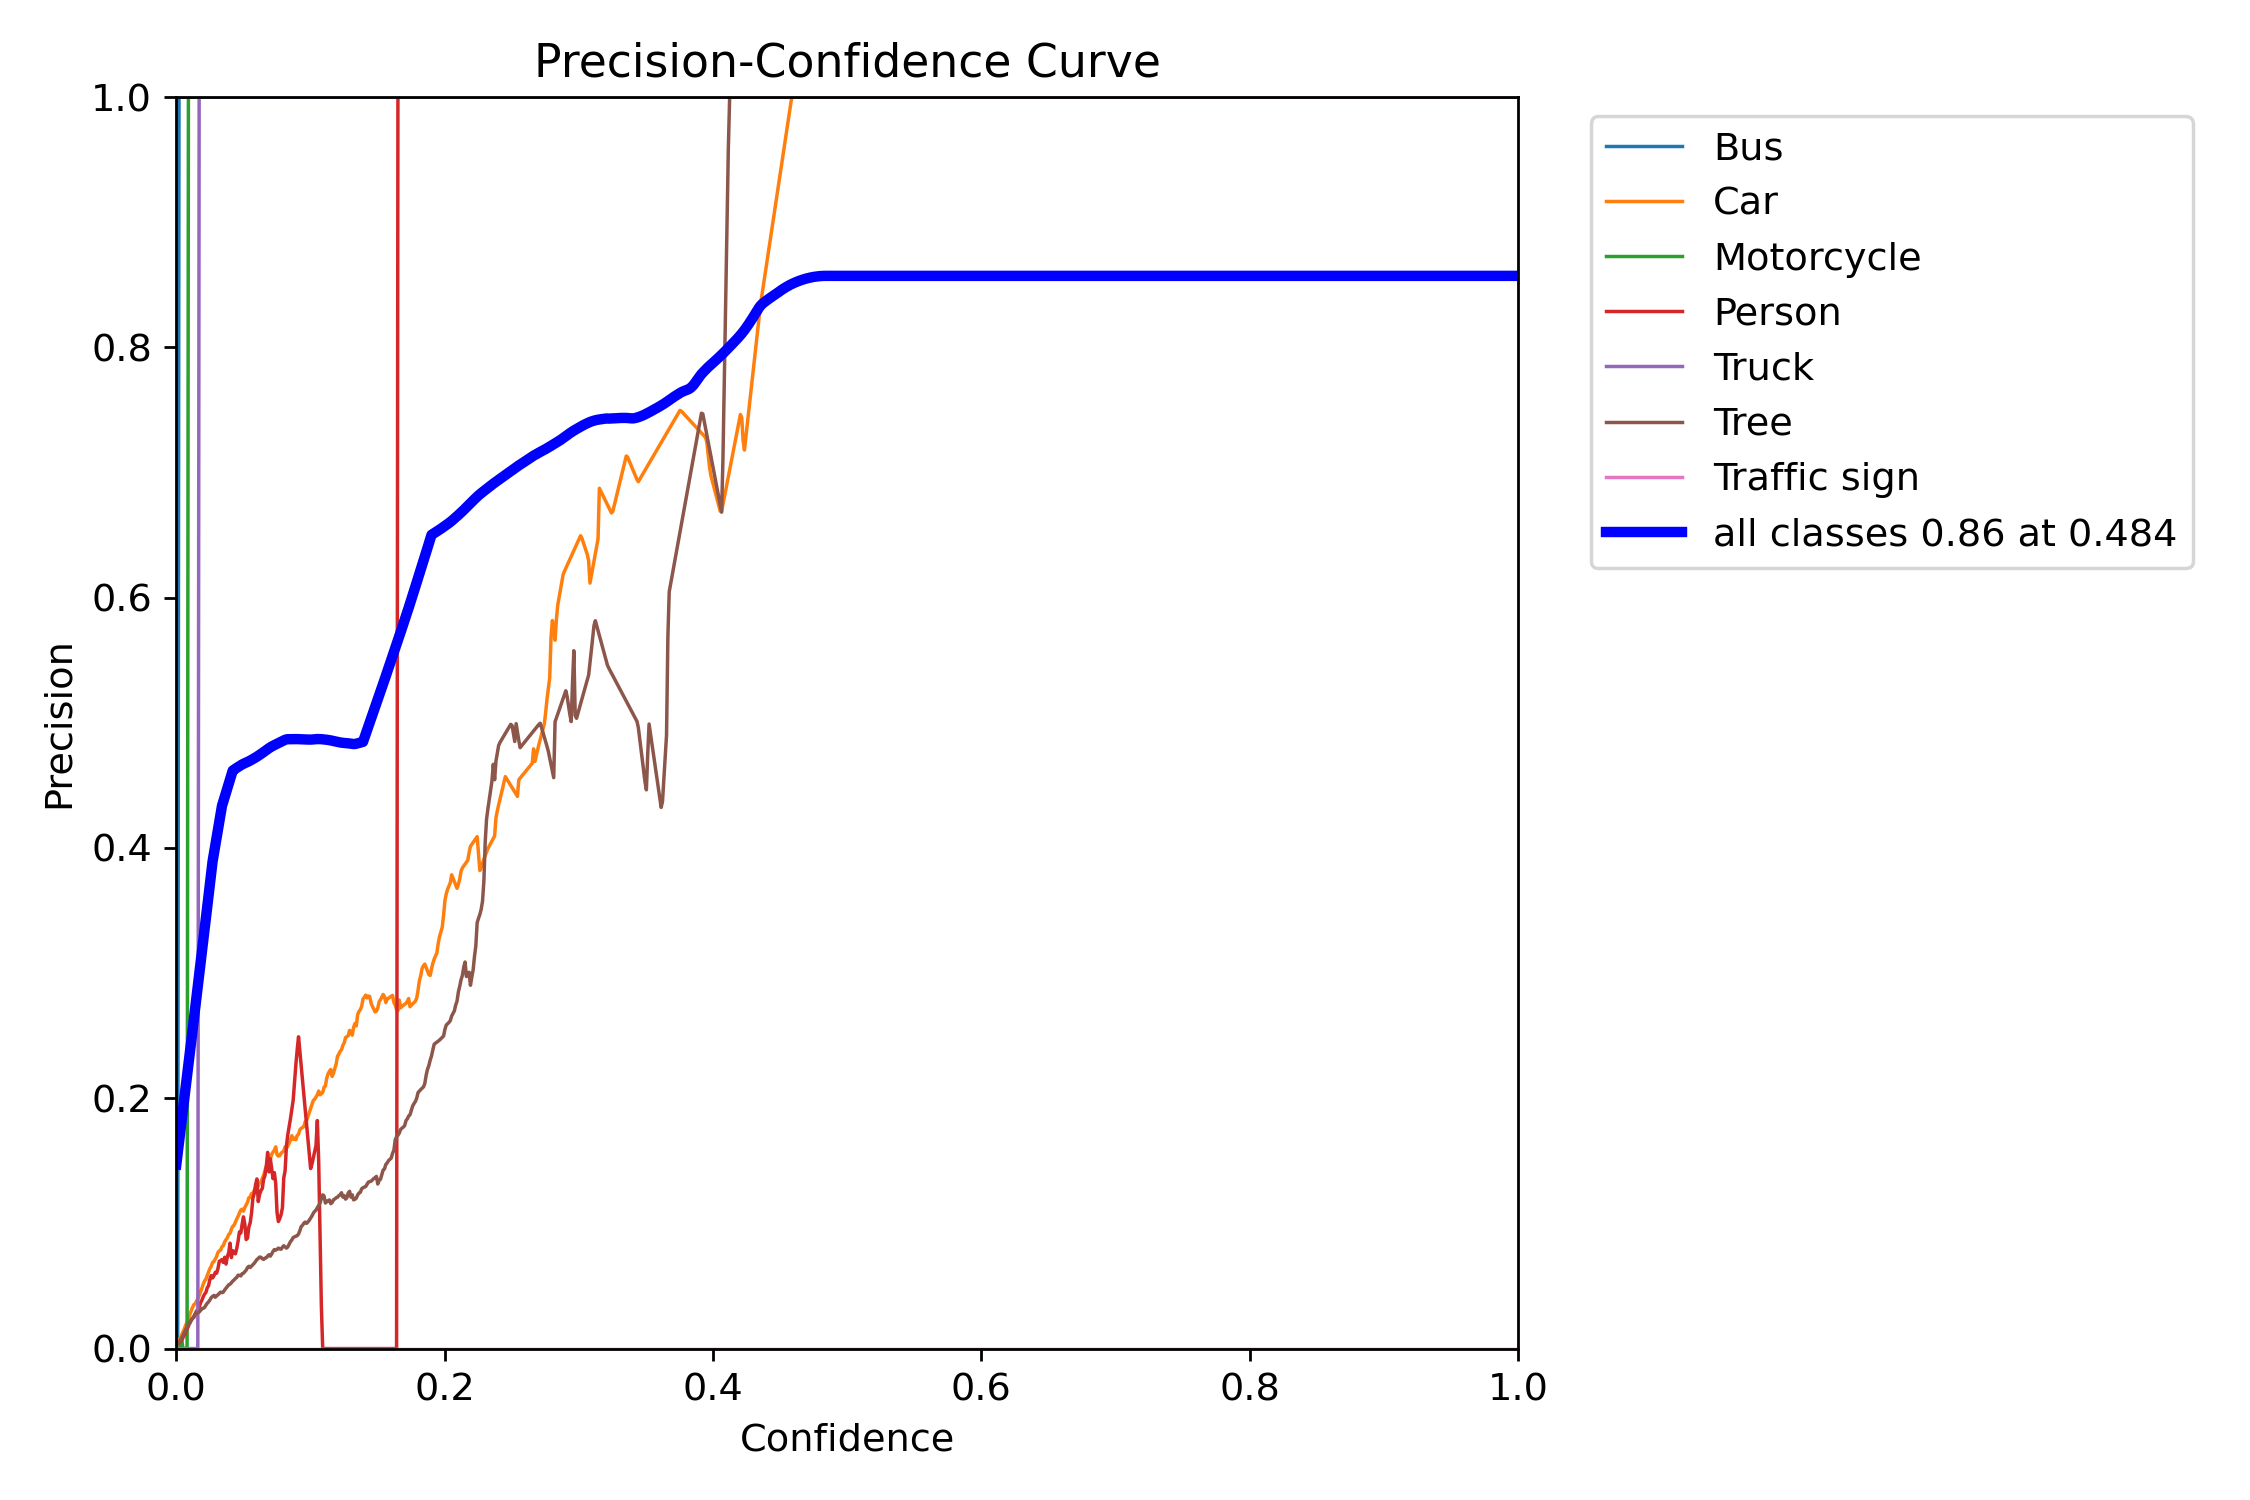 Precision-Confidence Curve
1.0
0.8
0.6
0.4
0.2
0.0
Precision
0.0 0.2 0.4 0.6 0.8 1.0
Confidence
Bus
Car
Motorcycle
Person
Truck
Tree
Traffic sign
all classes 0.86 at 0.484